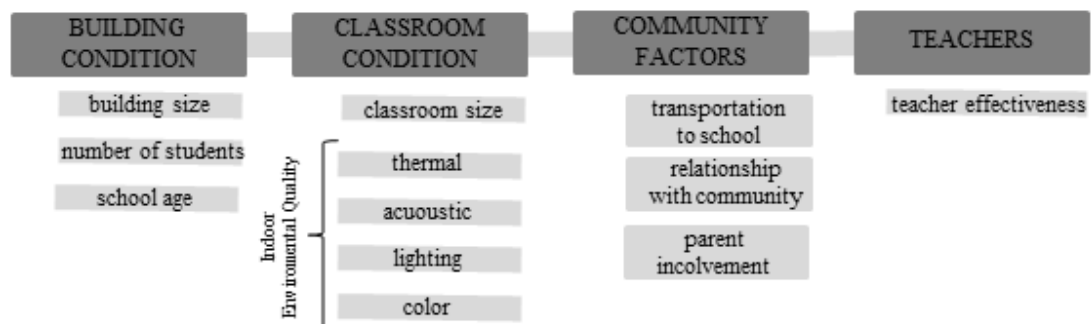 BUILDING
CONDITION
building size
number of students
school age
CLASSROOM
CONDITION
classroom size
Indoor
Enviromental Quality
thermal
acuoustic
lighting
color
COMMUNITY
FACTORS
transportation
to school
relationship
with community
parent
incolvement
TEACHERS
teacher effectiveness